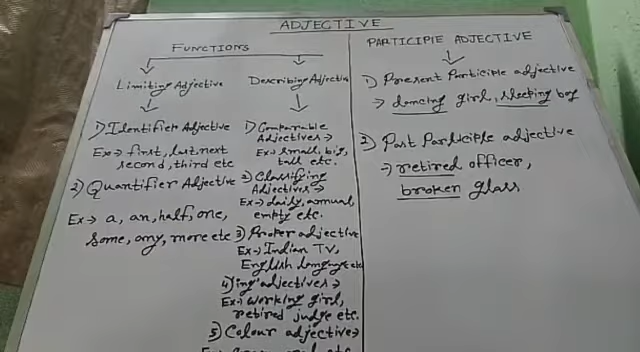 ADJECTIVE
FUNCTIONS
Limiting Adjective
1) Identifier Adjective
Ex → first, last, next
second, third etc
2) Quantifier Adjective
Ex → a, an, half, one,
some, any, more etc
Describing Adjective
1) Comparable
Adjectives →
Ex → small, big,
tall etc.
2) Classifying
Adjectives →
Ex → daily, annual,
empty etc.
3) Proper adjective
Ex → Indian TV,
English language etc
4) ing adjectives →
Ex → working girl,
retired judge etc.
5) Colour adjective →
PARTICIPIE ADJECTIVE
1) Present Participle adjective
→ dancing girl, sleeping boy
2) Past Participle adjective
→ retired officer,
broken glass